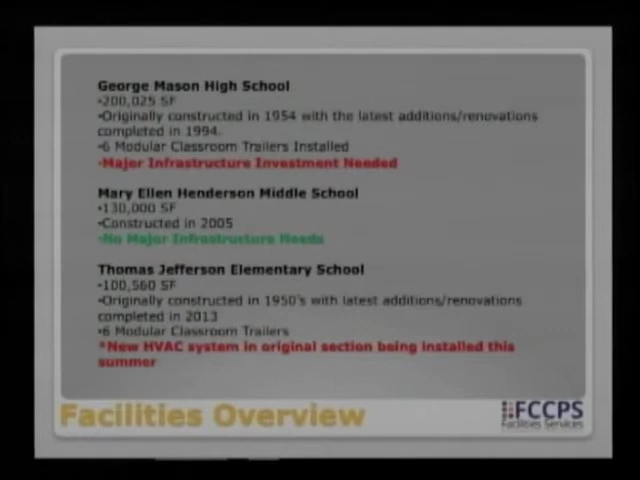 George Mason High School
•200,025 SF
•Originally constructed in 1954 with the latest additions/renovations
completed in 1994.
•6 Modular Classroom Trailers Installed
•Major Infrastructure Investment Needed
Mary Ellen Henderson Middle School
•130,000 SF
•Constructed in 2005
•No Major Infrastructure Needs
Thomas Jefferson Elementary School
•100,560 SF
•Originally constructed in 1950's with latest additions/renovations
completed in 2013
•6 Modular Classroom Trailers
*New HVAC system in original section being installed this
summer
Facilities Overview
FCCPS
Facilities Services